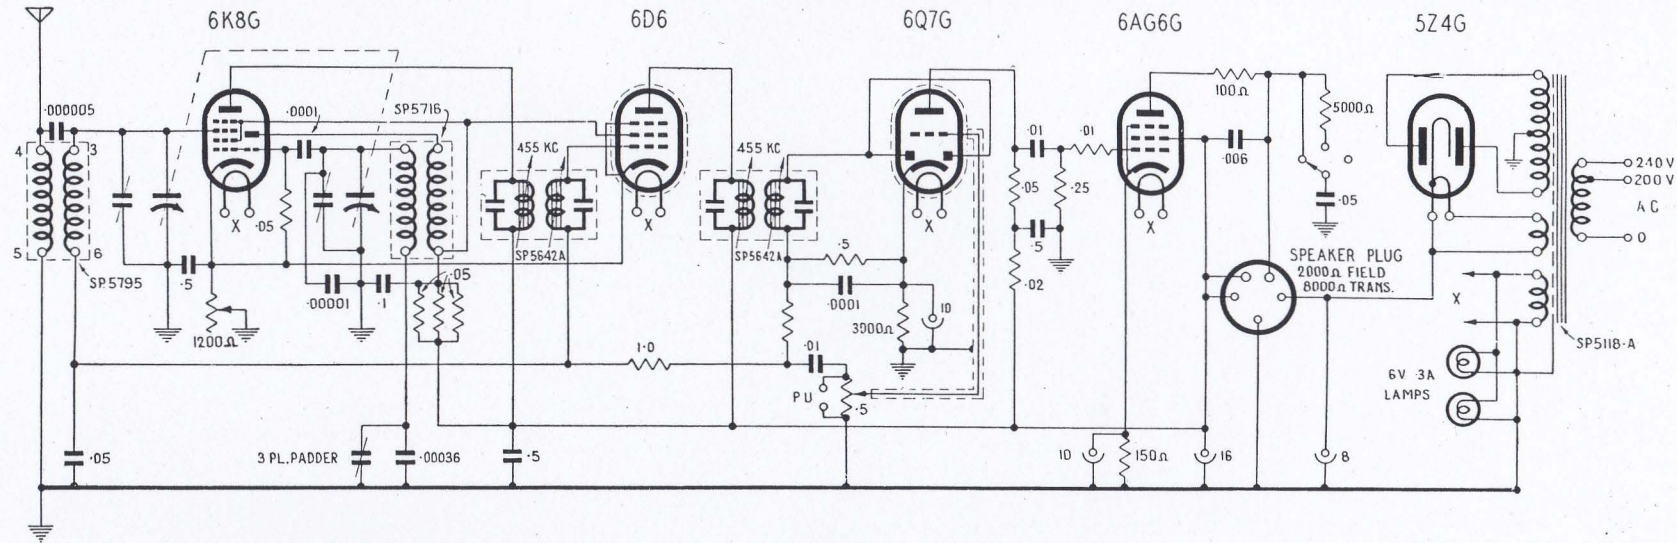 6K8G
6D6
6Q7G
6AG6G
5Z4G
·000005
·0001
SP5716
100Ω
5000Ω
4
3
455 KC
455 KC
·01
·01
·006
240V
200V
AC
0
X
·05
X
·05
·25
X
X
·05
5
6
SP.5795
·5
SP5642A
SP5642A
·5
·5
SPEAKER PLUG
2000Ω FIELD
8000Ω TRANS.
·05
·00001
·1
·0001
·02
X
1200Ω
3000Ω
10
SP5118-A
1·0
·01
6V ·3A
LAMPS
PU
·5
·05
3 PL. PADDER
·00036
·5
10
150Ω
16
8